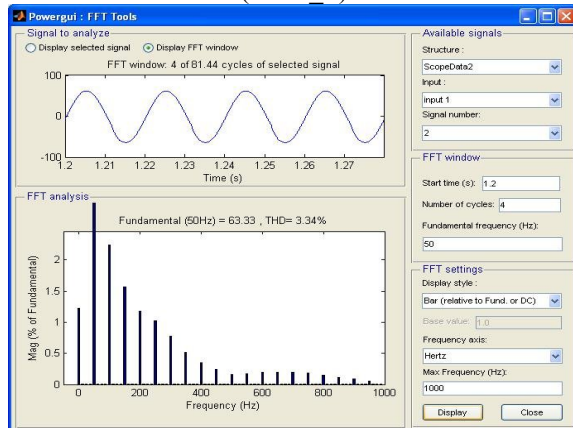 Powergui : FFT Tools
Signal to analyze
Display selected signal Display FFT window
FFT window: 4 of 81.44 cycles of selected signal
100
0
-100
1.2 1.21 1.22 1.23 1.24 1.25 1.26 1.27
Time (s)
FFT analysis
Fundamental (50Hz) = 63.33 , THD= 3.34%
Mag (% of Fundamental)
2
1.5
1
0.5
0
0 200 400 600 800 1000
Frequency (Hz)
Available signals
Structure :
ScopeData2
Input :
input 1
Signal number:
2
FFT window
Start time (s): 1.2
Number of cycles: 4
Fundamental frequency (Hz):
50
FFT settings
Display style :
Bar (relative to Fund. or DC)
Base value: 1.0
Frequency axis:
Hertz
Max Frequency (Hz):
1000
Display Close